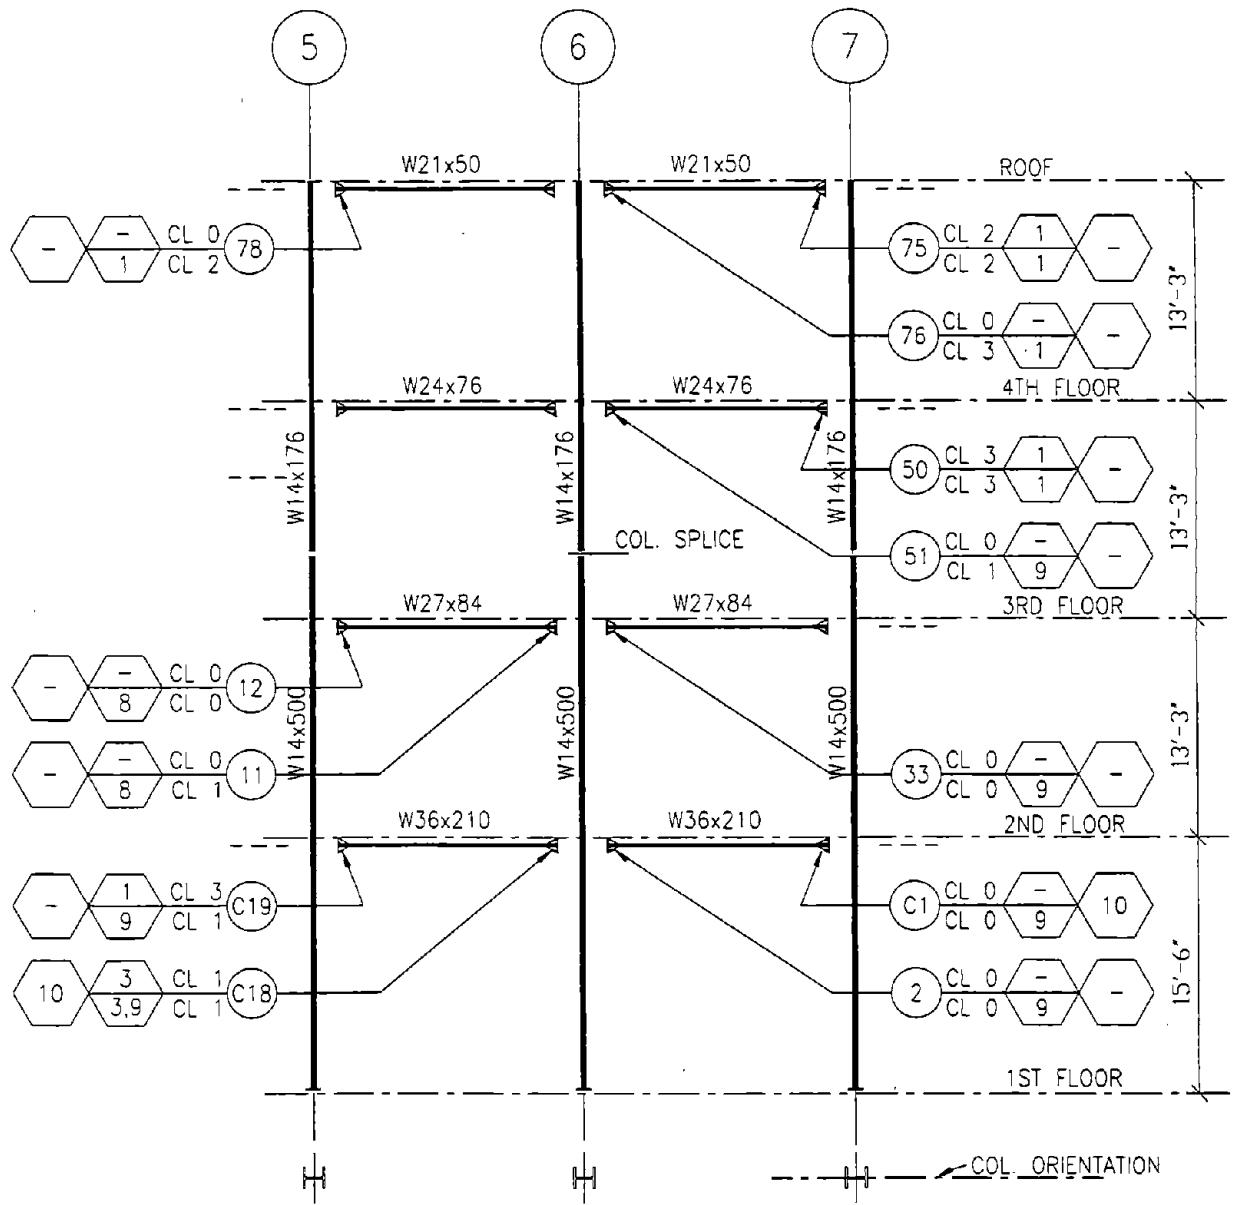 5 6 7
W21x50 W21x50 ROOF
- - 1 CL 0 CL 2 78
75 CL 2 CL 2 1 1 -
76 CL 0 CL 3 - 1 -
13'-3"
W24x76 W24x76 4TH FLOOR
W14x176 W14x176 W14x176
50 CL 3 CL 3 1 1 -
COL. SPLICE
51 CL 0 CL 1 - 9 -
13'-3"
W27x84 W27x84 3RD FLOOR
- - 8 CL 0 CL 0 12
W14x500 W14x500 W14x500
- - 8 CL 0 CL 1 11
33 CL 0 CL 0 - 9 -
13'-3"
W36x210 W36x210 2ND FLOOR
- 1 9 CL 3 CL 1 C19
C1 CL 0 CL 0 - 9 10
10 3 3,9 CL 1 CL 1 C18
2 CL 0 CL 0 - 9 -
15'-6"
1ST FLOOR
COL. ORIENTATION